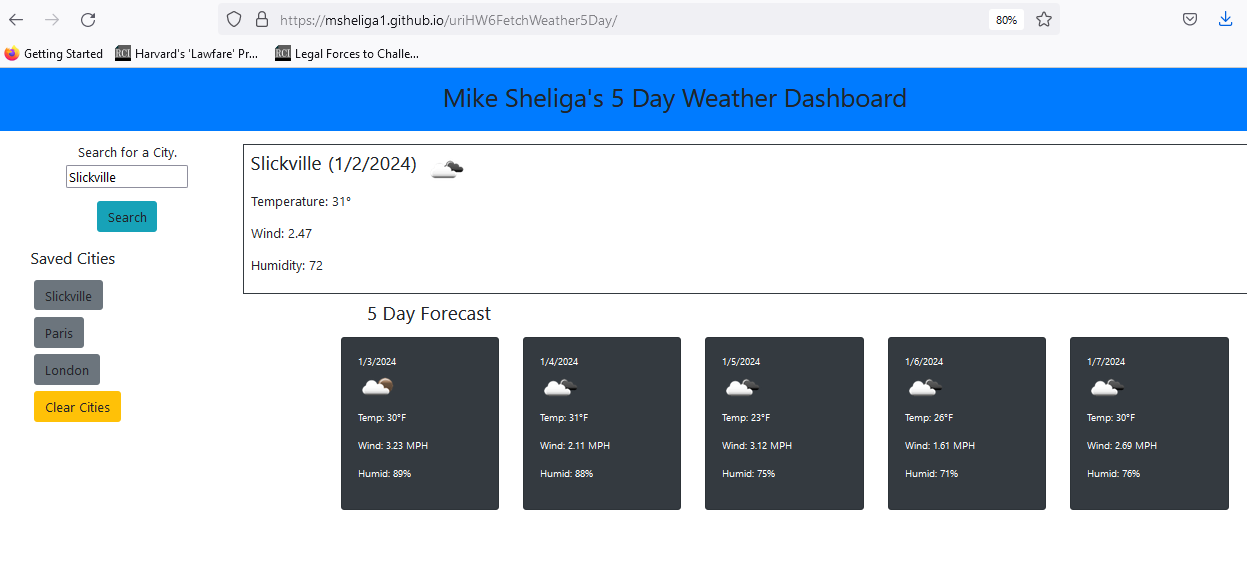 https://msheliga1.github.io/uriHW6FetchWeather5Day/
80%
Getting Started
RCI Harvard's 'Lawfare' Pr...
RCI Legal Forces to Challe...
Mike Sheliga's 5 Day Weather Dashboard
Search for a City.
Slickville
Search
Saved Cities
Slickville
Paris
London
Clear Cities
Slickville (1/2/2024)
Temperature: 31°
Wind: 2.47
Humidity: 72
5 Day Forecast
1/3/2024
Temp: 30°F
Wind: 3.23 MPH
Humid: 89%
1/4/2024
Temp: 31°F
Wind: 2.11 MPH
Humid: 88%
1/5/2024
Temp: 23°F
Wind: 3.12 MPH
Humid: 75%
1/6/2024
Temp: 26°F
Wind: 1.61 MPH
Humid: 71%
1/7/2024
Temp: 30°F
Wind: 2.69 MPH
Humid: 76%